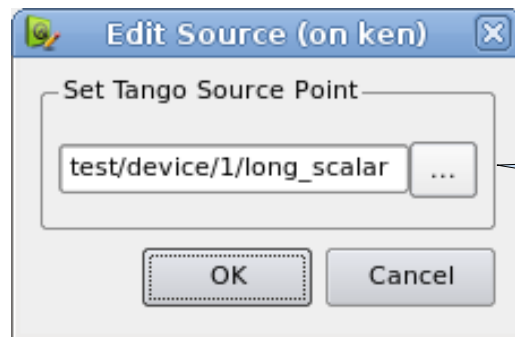 Edit Source (on ken)
Set Tango Source Point
test/device/1/long_scalar ...
OK Cancel